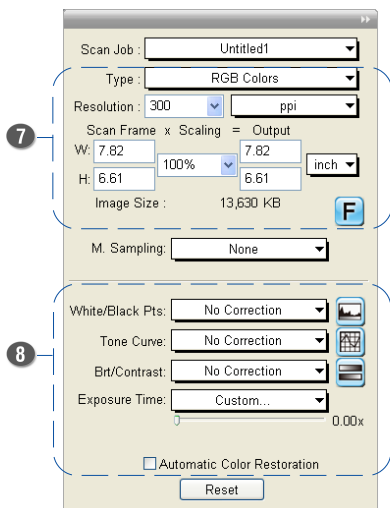 Scan Job : Untitled1
7
Type : RGB Colors
Resolution : 300 ppi
Scan Frame x Scaling = Output
W: 7.82 100% 7.82 inch
H: 6.61 6.61
Image Size : 13,630 KB
F
M. Sampling: None
8
White/Black Pts: No Correction
Tone Curve: No Correction
Brt/Contrast: No Correction
Exposure Time: Custom...
0.00x
Automatic Color Restoration
Reset